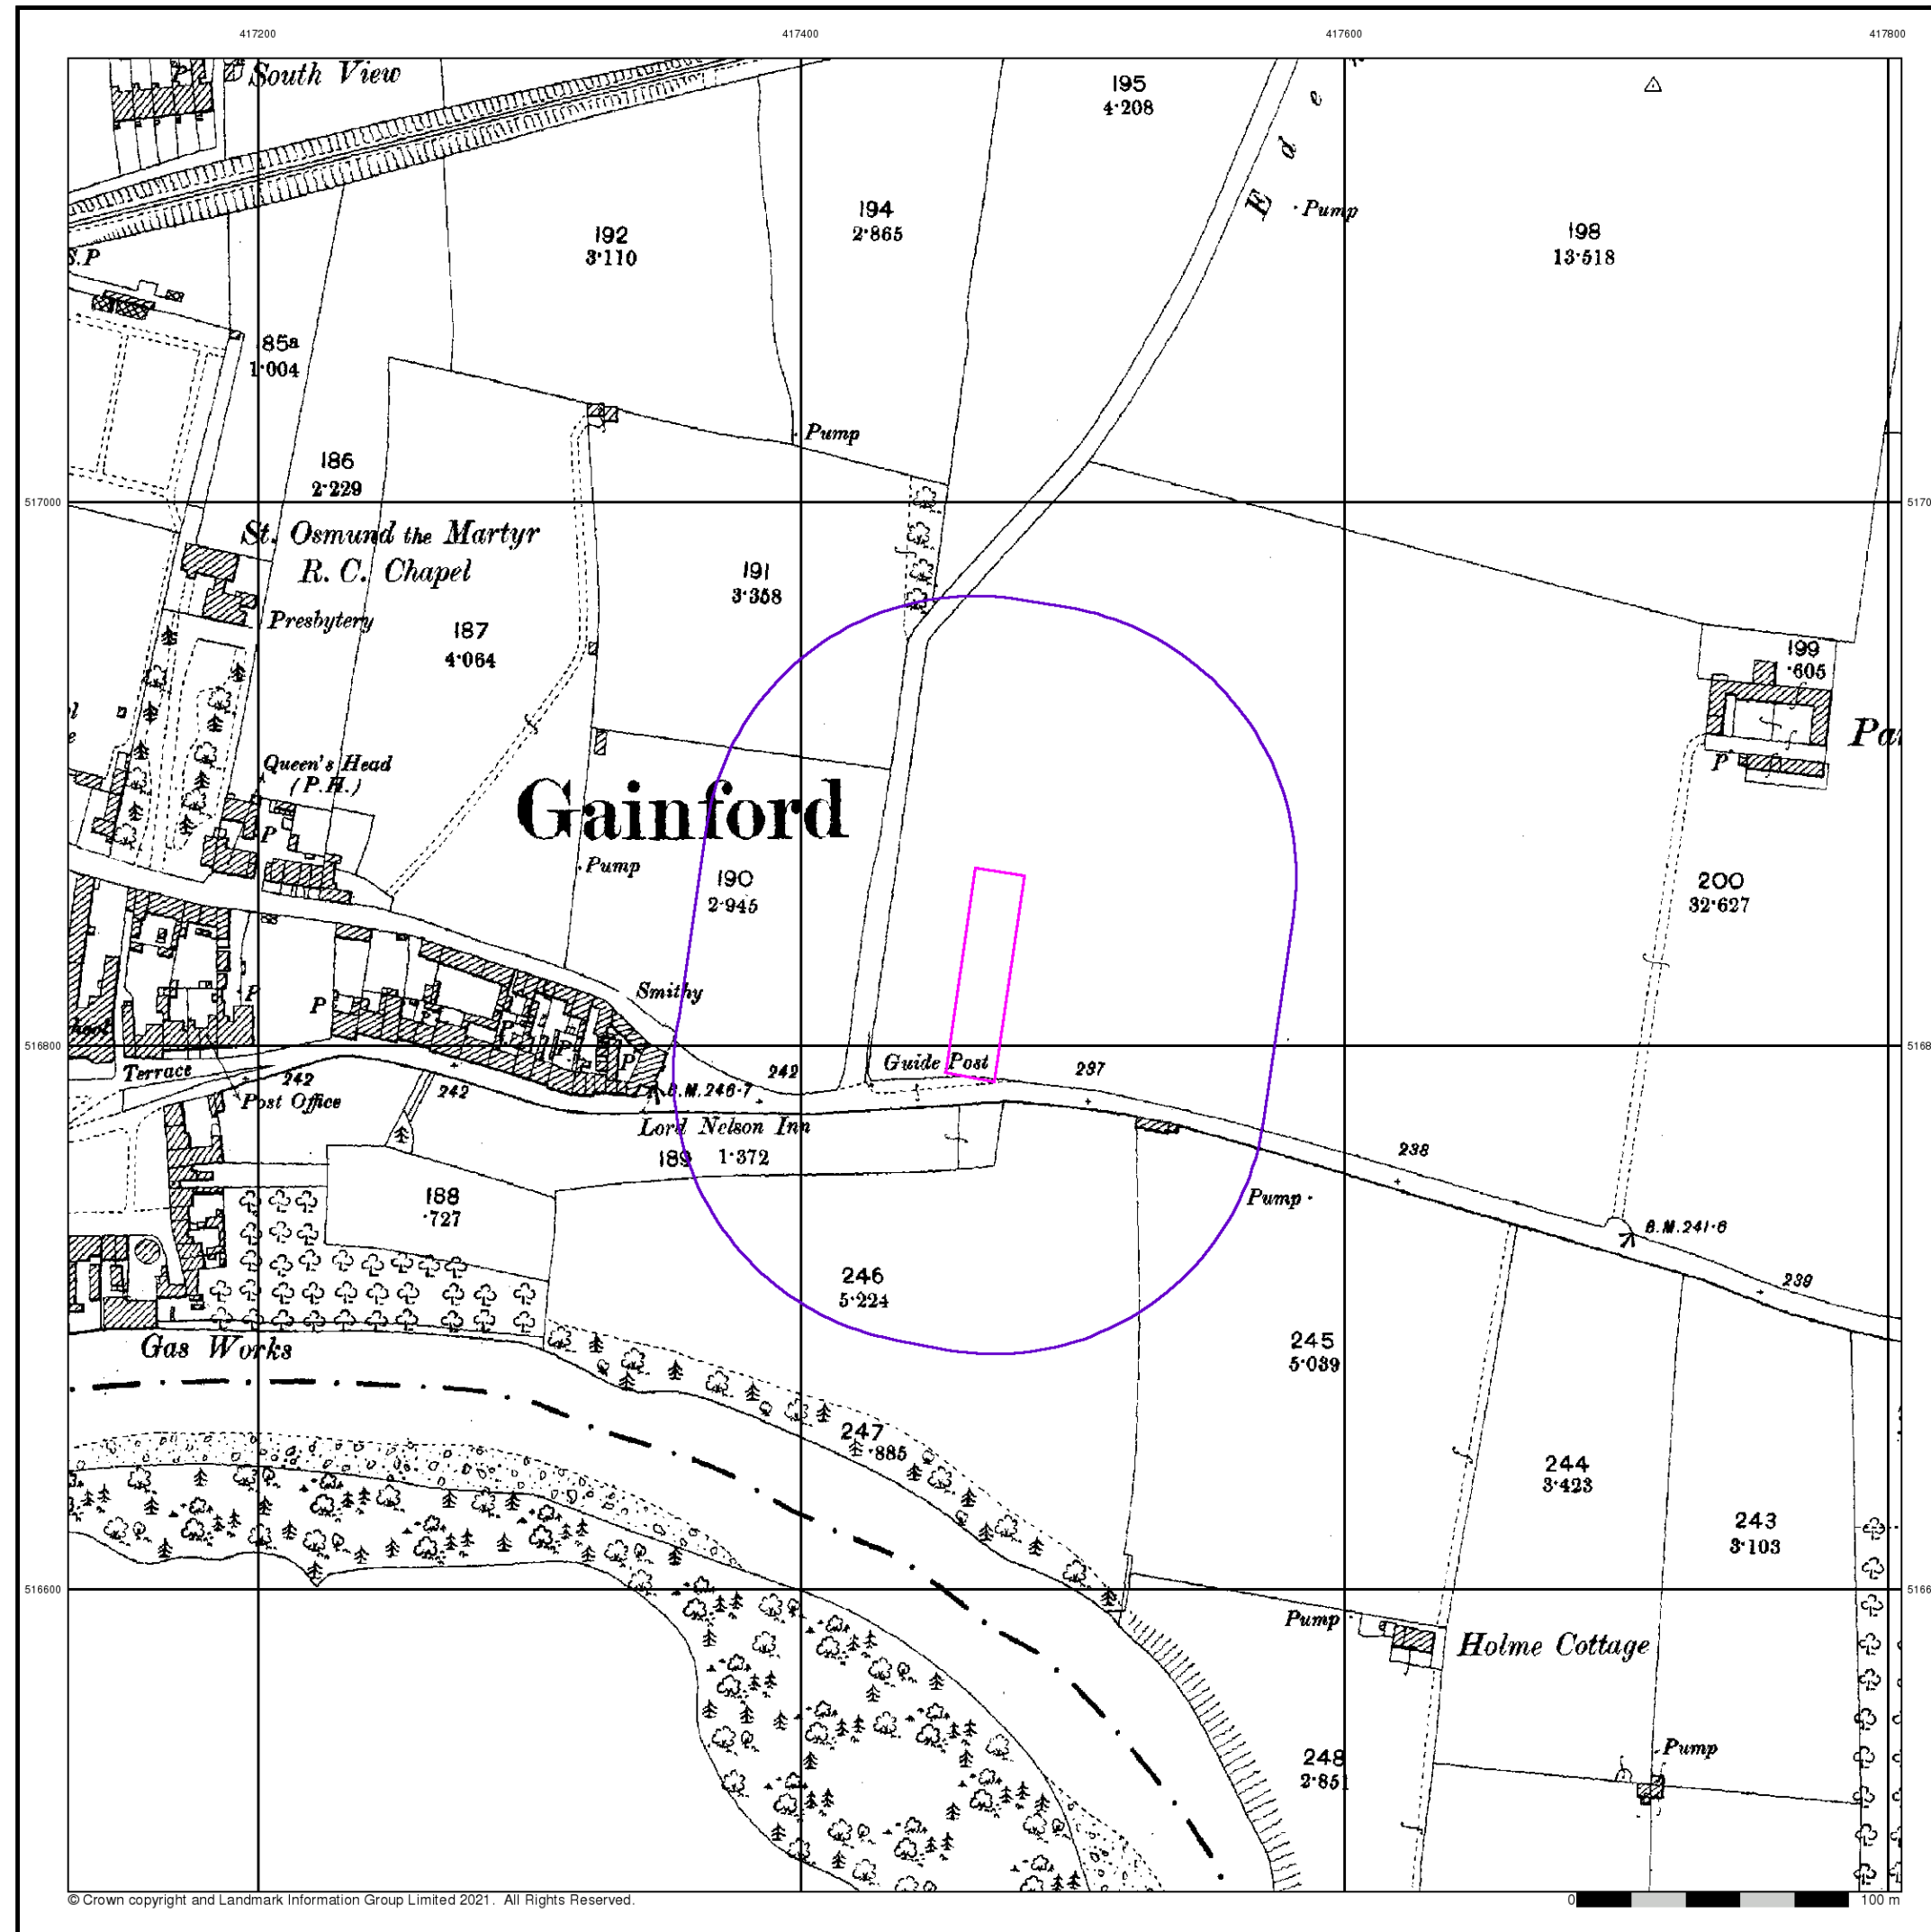 417200
417400
417600
417800
P
South View
195
4·208
E d e
Pump
194
2·865
192
3·110
198
13·518
S.P
85a
1·004
Pump
186
2·229
517000
St. Osmund the Martyr
R. C. Chapel
191
3·358
Presbytery
187
4·064
199
·605
Queen's Head
(P.H.)
P
P
Gainford
Pump
190
2·945
200
32·627
Smithy
P
P
P
P
P
P
516800
Guide Post
Terrace
242
242
242
237
Post Office
B.M.246·7
Lord Nelson Inn
189 1·372
238
188
·727
Pump
B.M.241·6
239
246
5·224
Gas Works
245
5·039
247
·885
244
3·423
243
3·103
516600
Pump
Holme Cottage
248
2·851
Pump
© Crown copyright and Landmark Information Group Limited 2021. All Rights Reserved.
0
100 m